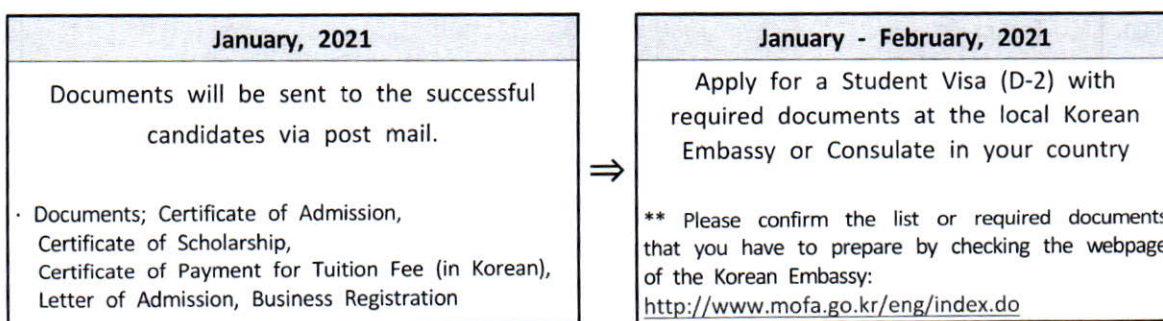 January, 2021
Documents will be sent to the successful
candidates via post mail.
· Documents; Certificate of Admission,
Certificate of Scholarship,
Certificate of Payment for Tuition Fee (in Korean),
Letter of Admission, Business Registration
⇒
January - February, 2021
Apply for a Student Visa (D-2) with
required documents at the local Korean
Embassy or Consulate in your country
** Please confirm the list or required documents
that you have to prepare by checking the webpage
of the Korean Embassy:
http://www.mofa.go.kr/eng/index.do